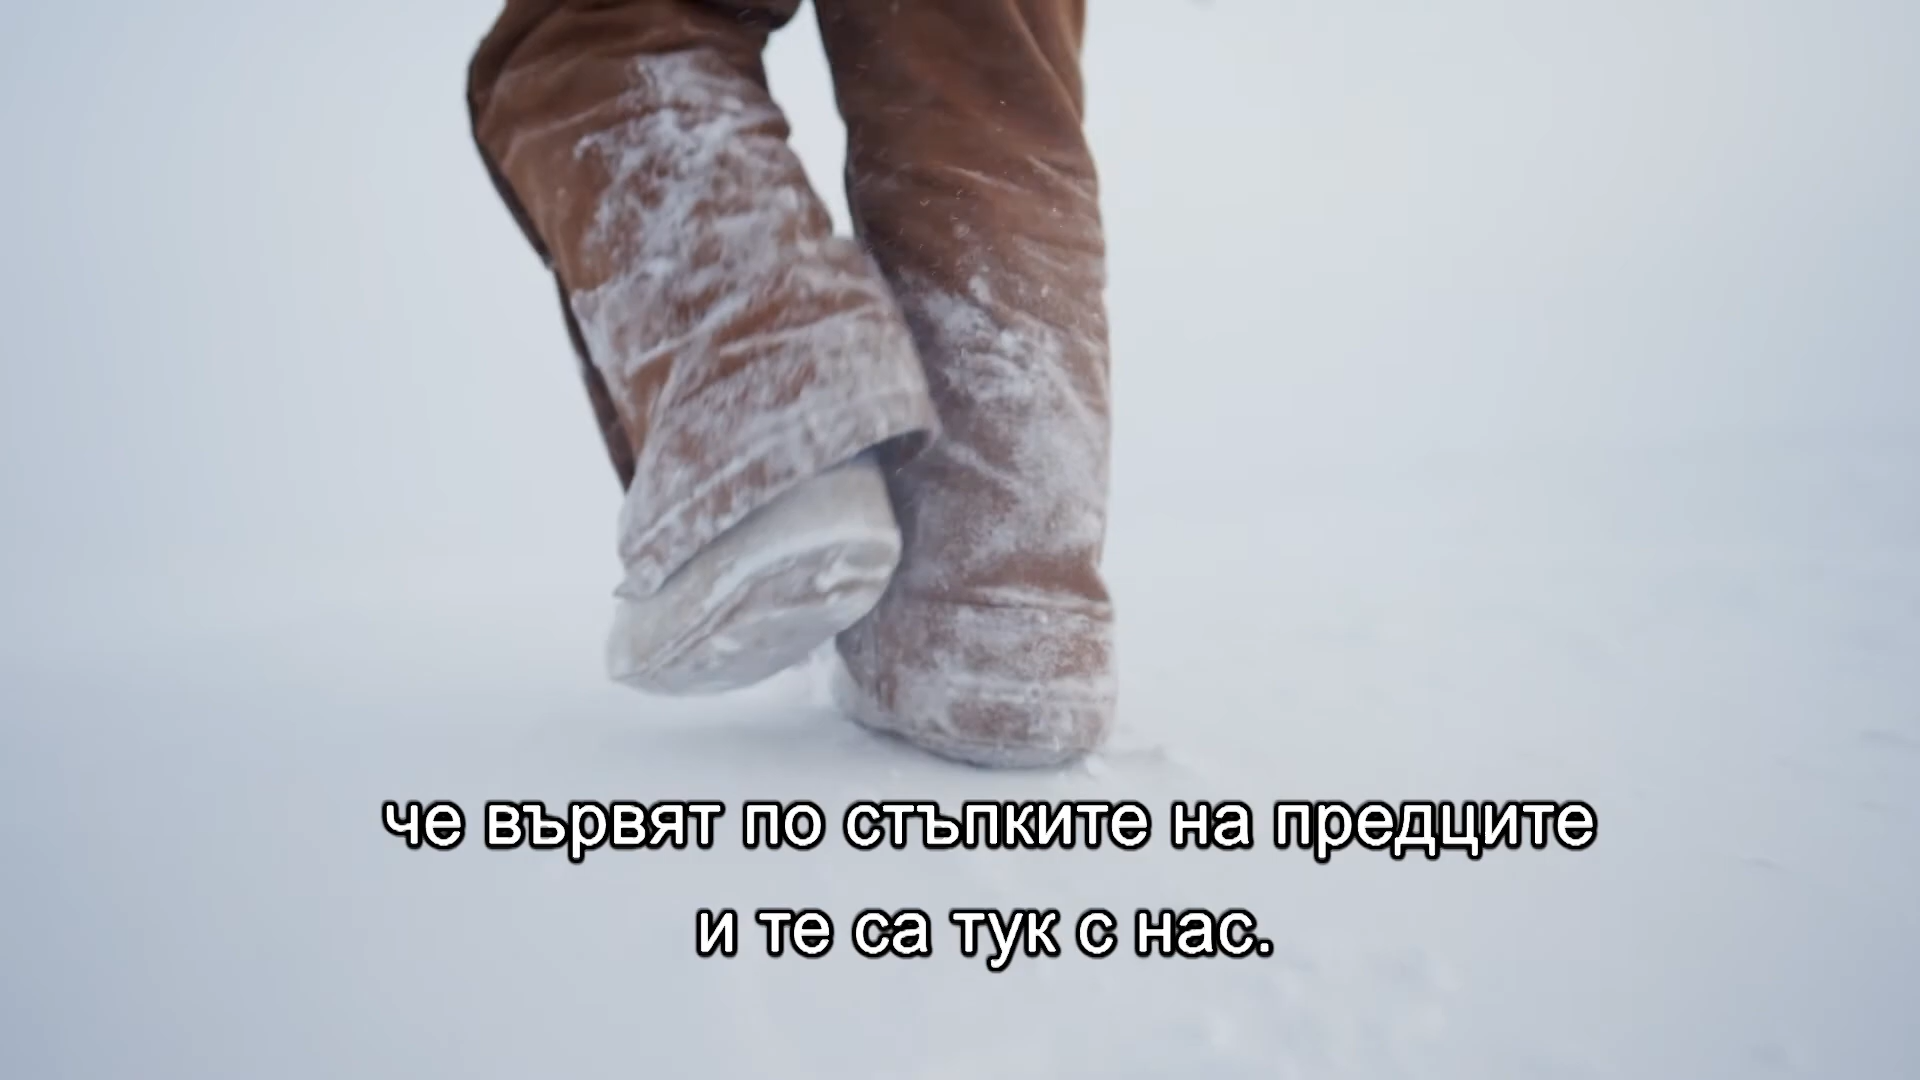 че вървят по стъпките на предците
и те са тук с нас.